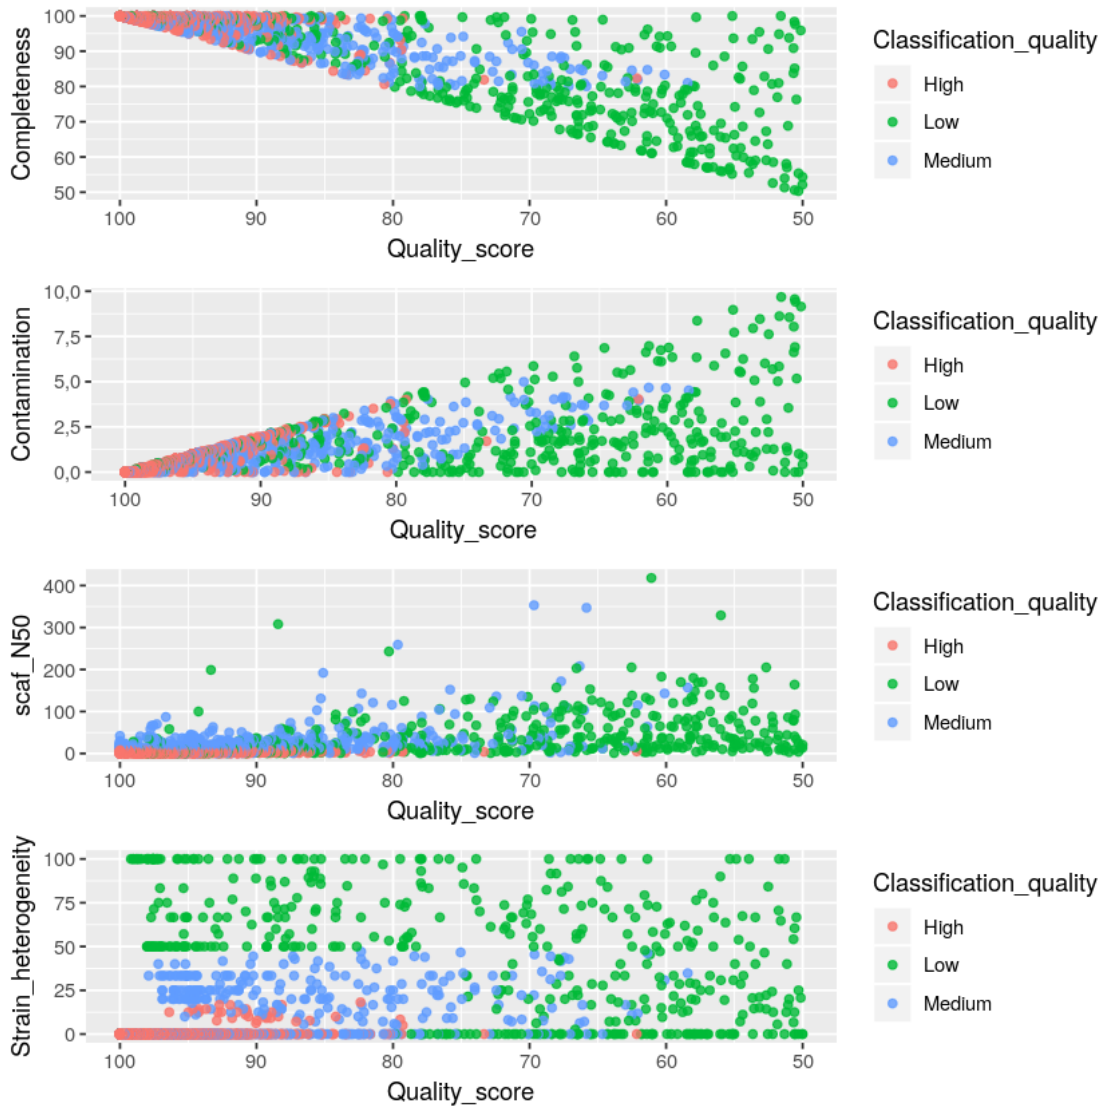 Completeness
100
90
80
70
60
50
100 90 80 70 60 50
Quality_score
Classification_quality
High
Low
Medium
Contamination
10,0
7,5
5,0
2,5
0,0
100 90 80 70 60 50
Quality_score
Classification_quality
High
Low
Medium
scaf_N50
400
300
200
100
0
100 90 80 70 60 50
Quality_score
Classification_quality
High
Low
Medium
Strain_heterogeneity
100
75
50
25
0
100 90 80 70 60 50
Quality_score
Classification_quality
High
Low
Medium